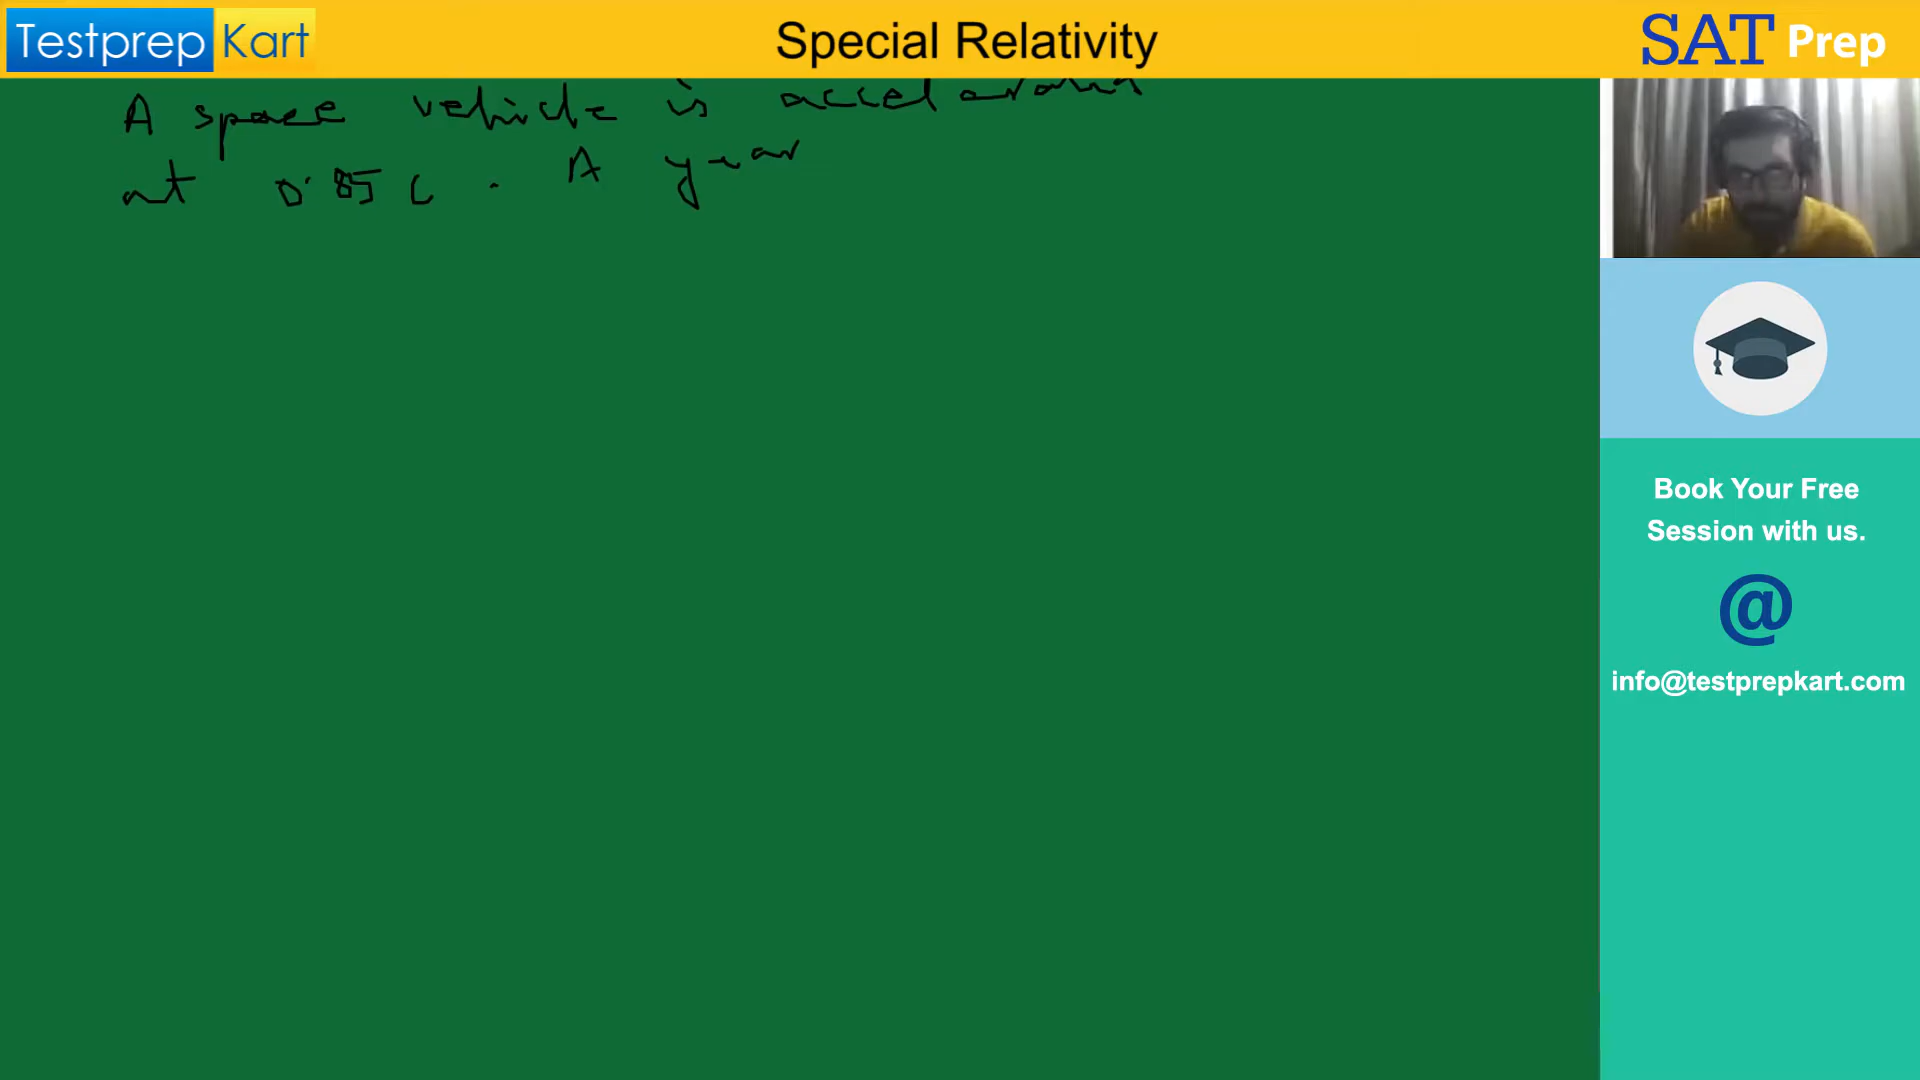 Testprep Kart
Special Relativity
SAT Prep
A space vehicle is
at 0.85 c . A year
Book Your Free
Session with us.
@
info@testprepkart.com